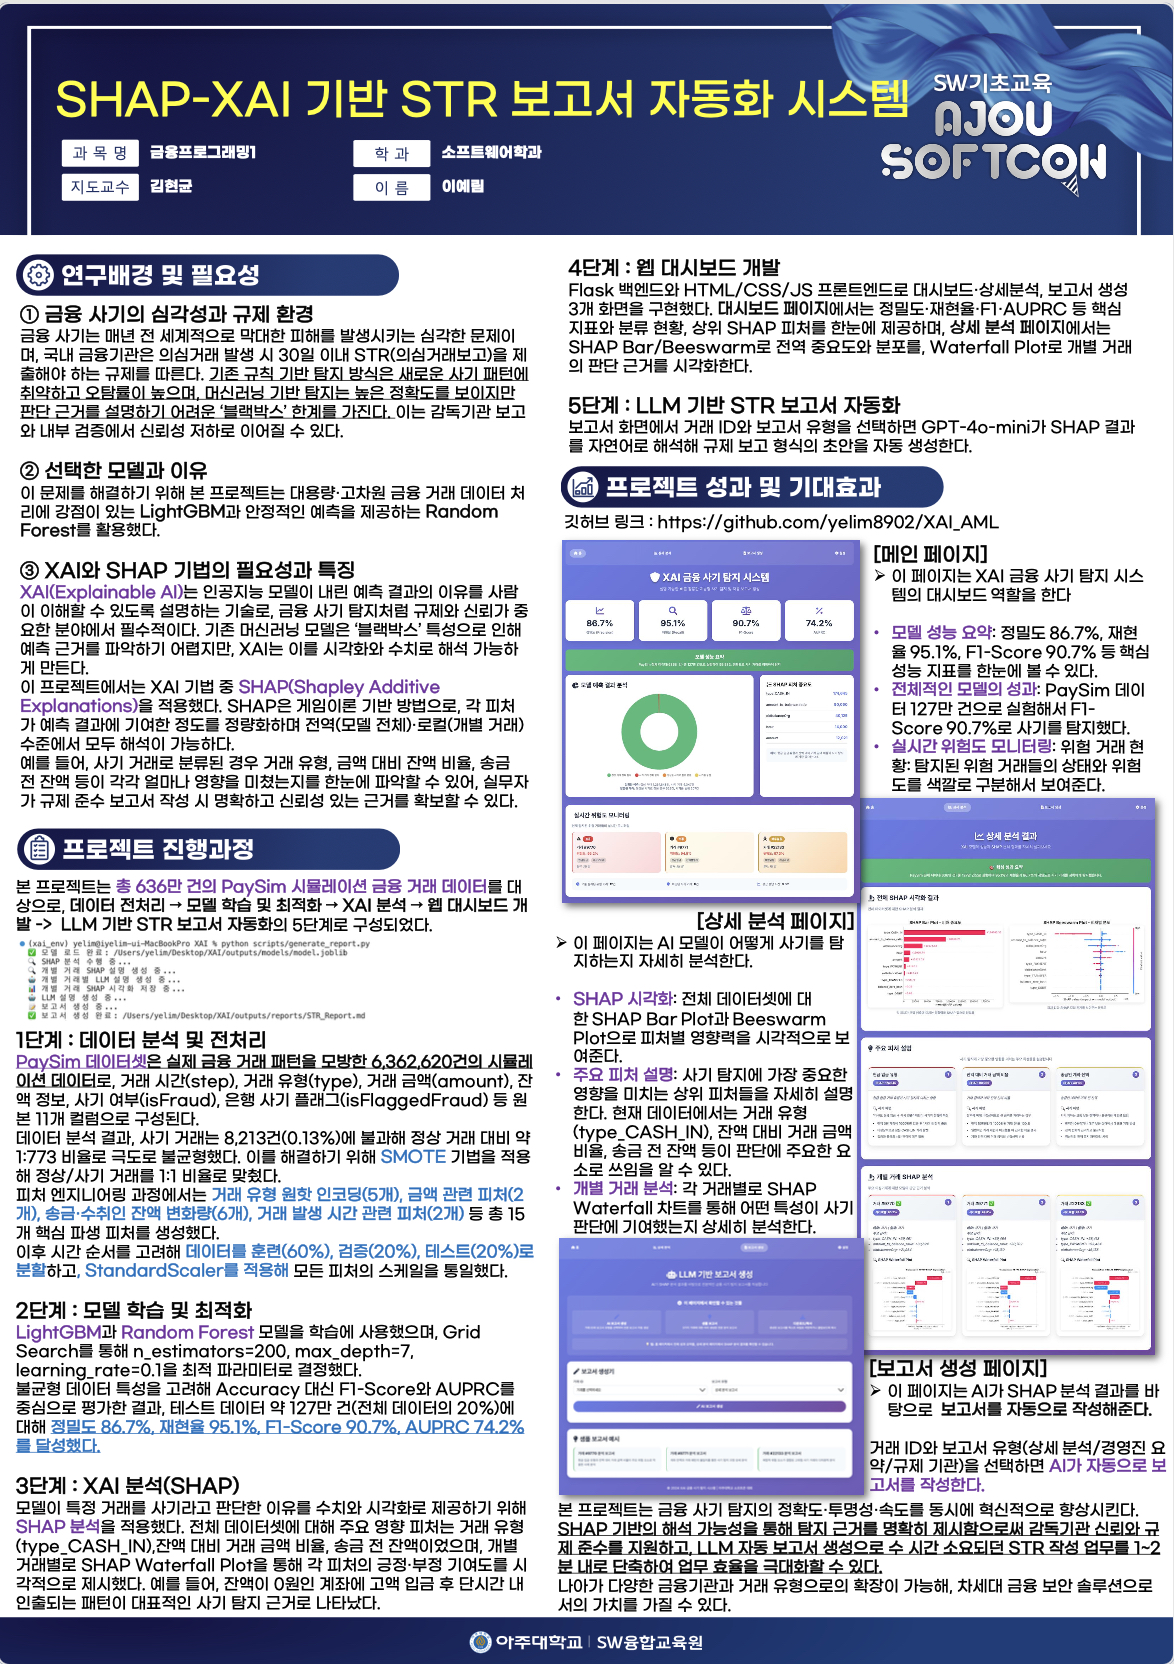 SHAP-XAI 기반 STR 보고서 자동화 시스템
SW기초교육
AJOU
SOFTCON
과 목 명 금융프로그래밍1 학 과 소프트웨어학과
지도교수 김현균 이 름 이예림
연구배경 및 필요성
① 금융 사기의 심각성과 규제 환경
금융 사기는 매년 전 세계적으로 막대한 피해를 발생시키는 심각한 문제이
며, 국내 금융기관은 의심거래 발생 시 30일 이내 STR(의심거래보고)을 제
출해야 하는 규제를 따른다. 기존 규칙 기반 탐지 방식은 새로운 사기 패턴에
취약하고 오탐률이 높으며, 머신러닝 기반 탐지는 높은 정확도를 보이지만
판단 근거를 설명하기 어려운 ‘블랙박스’ 한계를 가진다. 이는 감독기관 보고
와 내부 검증에서 신뢰성 저하로 이어질 수 있다.
② 선택한 모델과 이유
이 문제를 해결하기 위해 본 프로젝트는 대용량·고차원 금융 거래 데이터 처
리에 강점이 있는 LightGBM과 안정적인 예측을 제공하는 Random
Forest를 활용했다.
③ XAI와 SHAP 기법의 필요성과 특징
XAI(Explainable AI)는 인공지능 모델이 내린 예측 결과의 이유를 사람
이 이해할 수 있도록 설명하는 기술로, 금융 사기 탐지처럼 규제와 신뢰가 중
요한 분야에서 필수적이다. 기존 머신러닝 모델은 ‘블랙박스’ 특성으로 인해
예측 근거를 파악하기 어렵지만, XAI는 이를 시각화와 수치로 해석 가능하
게 만든다.
이 프로젝트에서는 XAI 기법 중 SHAP(Shapley Additive
Explanations)을 적용했다. SHAP은 게임이론 기반 방법으로, 각 피처
가 예측 결과에 기여한 정도를 정량화하며 전역(모델 전체)·로컬(개별 거래)
수준에서 모두 해석이 가능하다.
예를 들어, 사기 거래로 분류된 경우 거래 유형, 금액 대비 잔액 비율, 송금
전 잔액 등이 각각 얼마나 영향을 미쳤는지를 한눈에 파악할 수 있어, 실무자
가 규제 준수 보고서 작성 시 명확하고 신뢰성 있는 근거를 확보할 수 있다.
프로젝트 진행과정
본 프로젝트는 총 636만 건의 PaySim 시뮬레이션 금융 거래 데이터를 대
상으로, 데이터 전처리 → 모델 학습 및 최적화 → XAI 분석 → 웹 대시보드 개
발 -> LLM 기반 STR 보고서 자동화의 5단계로 구성되었다.
(xai_env) yelim@iyelim-ui-MacBookPro XAI % python scripts/generate_report.py
모델 로드 완료: /Users/yelim/Desktop/XAI/outputs/models/model.joblib
SHAP 분석 수행 중...
개별 거래 SHAP 설명 생성 중...
개별 거래별 LLM 설명 생성 중...
개별 거래 SHAP 시각화 저장 중...
LLM 설명 생성 중...
보고서 생성 중...
보고서 생성 완료: /Users/yelim/Desktop/XAI/outputs/reports/STR_Report.md
1단계 : 데이터 분석 및 전처리
PaySim 데이터셋은 실제 금융 거래 패턴을 모방한 6,362,620건의 시뮬레
이션 데이터로, 거래 시간(step), 거래 유형(type), 거래 금액(amount), 잔
액 정보, 사기 여부(isFraud), 은행 사기 플래그(isFlaggedFraud) 등 원
본 11개 컬럼으로 구성된다.
데이터 분석 결과, 사기 거래는 8,213건(0.13%)에 불과해 정상 거래 대비 약
1:773 비율로 극도로 불균형했다. 이를 해결하기 위해 SMOTE 기법을 적용
해 정상/사기 거래를 1:1 비율로 맞췄다.
피처 엔지니어링 과정에서는 거래 유형 원핫 인코딩(5개), 금액 관련 피처(2
개), 송금·수취인 잔액 변화량(6개), 거래 발생 시간 관련 피처(2개) 등 총 15
개 핵심 파생 피처를 생성했다.
이후 시간 순서를 고려해 데이터를 훈련(60%), 검증(20%), 테스트(20%)로
분할하고, StandardScaler를 적용해 모든 피처의 스케일을 통일했다.
2단계 : 모델 학습 및 최적화
LightGBM과 Random Forest 모델을 학습에 사용했으며, Grid
Search를 통해 n_estimators=200, max_depth=7,
learning_rate=0.1을 최적 파라미터로 결정했다.
불균형 데이터 특성을 고려해 Accuracy 대신 F1-Score와 AUPRC를
중심으로 평가한 결과, 테스트 데이터 약 127만 건(전체 데이터의 20%)에
대해 정밀도 86.7%, 재현율 95.1%, F1-Score 90.7%, AUPRC 74.2%
를 달성했다.
3단계 : XAI 분석(SHAP)
모델이 특정 거래를 사기라고 판단한 이유를 수치와 시각화로 제공하기 위해
SHAP 분석을 적용했다. 전체 데이터셋에 대해 주요 영향 피처는 거래 유형
(type_CASH_IN),잔액 대비 거래 금액 비율, 송금 전 잔액이었으며, 개별
거래별로 SHAP Waterfall Plot을 통해 각 피처의 긍정·부정 기여도를 시
각적으로 제시했다. 예를 들어, 잔액이 0원인 계좌에 고액 입금 후 단시간 내
인출되는 패턴이 대표적인 사기 탐지 근거로 나타났다.
4단계 : 웹 대시보드 개발
Flask 백엔드와 HTML/CSS/JS 프론트엔드로 대시보드·상세분석, 보고서 생성
3개 화면을 구현했다. 대시보드 페이지에서는 정밀도·재현율·F1·AUPRC 등 핵심
지표와 분류 현황, 상위 SHAP 피처를 한눈에 제공하며, 상세 분석 페이지에서는
SHAP Bar/Beeswarm로 전역 중요도와 분포를, Waterfall Plot로 개별 거래
의 판단 근거를 시각화한다.
5단계 : LLM 기반 STR 보고서 자동화
보고서 화면에서 거래 ID와 보고서 유형을 선택하면 GPT-4o-mini가 SHAP 결과
를 자연어로 해석해 규제 보고 형식의 초안을 자동 생성한다.
프로젝트 성과 및 기대효과
깃허브 링크 : https://github.com/yelim8902/XAI_AML
XAI 금융 사기 탐지 시스템
86.7% 95.1% 90.7% 74.2%
모델 성능 요약
모델 예측 결과 분석
SHAP 피처 중요도
실시간 위험도 모니터링
[메인 페이지]
이 페이지는 XAI 금융 사기 탐지 시스
템의 대시보드 역할을 한다
• 모델 성능 요약: 정밀도 86.7%, 재현
율 95.1%, F1-Score 90.7% 등 핵심
성능 지표를 한눈에 볼 수 있다.
• 전체적인 모델의 성과: PaySim 데이
터 127만 건으로 실험해서 F1-
Score 90.7%로 사기를 탐지했다.
• 실시간 위험도 모니터링: 위험 거래 현
황: 탐지된 위험 거래들의 상태와 위험
도를 색깔로 구분해서 보여준다.
[상세 분석 페이지]
이 페이지는 AI 모델이 어떻게 사기를 탐
지하는지 자세히 분석한다.
• SHAP 시각화: 전체 데이터셋에 대
한 SHAP Bar Plot과 Beeswarm
Plot으로 피처별 영향력을 시각적으로 보
여준다.
• 주요 피처 설명: 사기 탐지에 가장 중요한
영향을 미치는 상위 피처들을 자세히 설명
한다. 현재 데이터에서는 거래 유형
(type_CASH_IN), 잔액 대비 거래 금액
비율, 송금 전 잔액 등이 판단에 주요한 요
소로 쓰임을 알 수 있다.
• 개별 거래 분석: 각 거래별로 SHAP
Waterfall 차트를 통해 어떤 특성이 사기
판단에 기여했는지 상세히 분석한다.
상세 분석 결과
전체 SHAP 시각화 결과
주요 피처 설명
개별 거래 SHAP 분석
LLM 기반 보고서 생성
보고서 생성기
샘플 보고서 예시
[보고서 생성 페이지]
이 페이지는 AI가 SHAP 분석 결과를 바
탕으로 보고서를 자동으로 작성해준다.
거래 ID와 보고서 유형(상세 분석/경영진 요
약/규제 기관)을 선택하면 AI가 자동으로 보
고서를 작성한다.
본 프로젝트는 금융 사기 탐지의 정확도·투명성·속도를 동시에 혁신적으로 향상시킨다.
SHAP 기반의 해석 가능성을 통해 탐지 근거를 명확히 제시함으로써 감독기관 신뢰와 규
제 준수를 지원하고, LLM 자동 보고서 생성으로 수 시간 소요되던 STR 작성 업무를 1~2
분 내로 단축하여 업무 효율을 극대화할 수 있다.
나아가 다양한 금융기관과 거래 유형으로의 확장이 가능해, 차세대 금융 보안 솔루션으로
서의 가치를 가질 수 있다.
아주대학교 | SW융합교육원